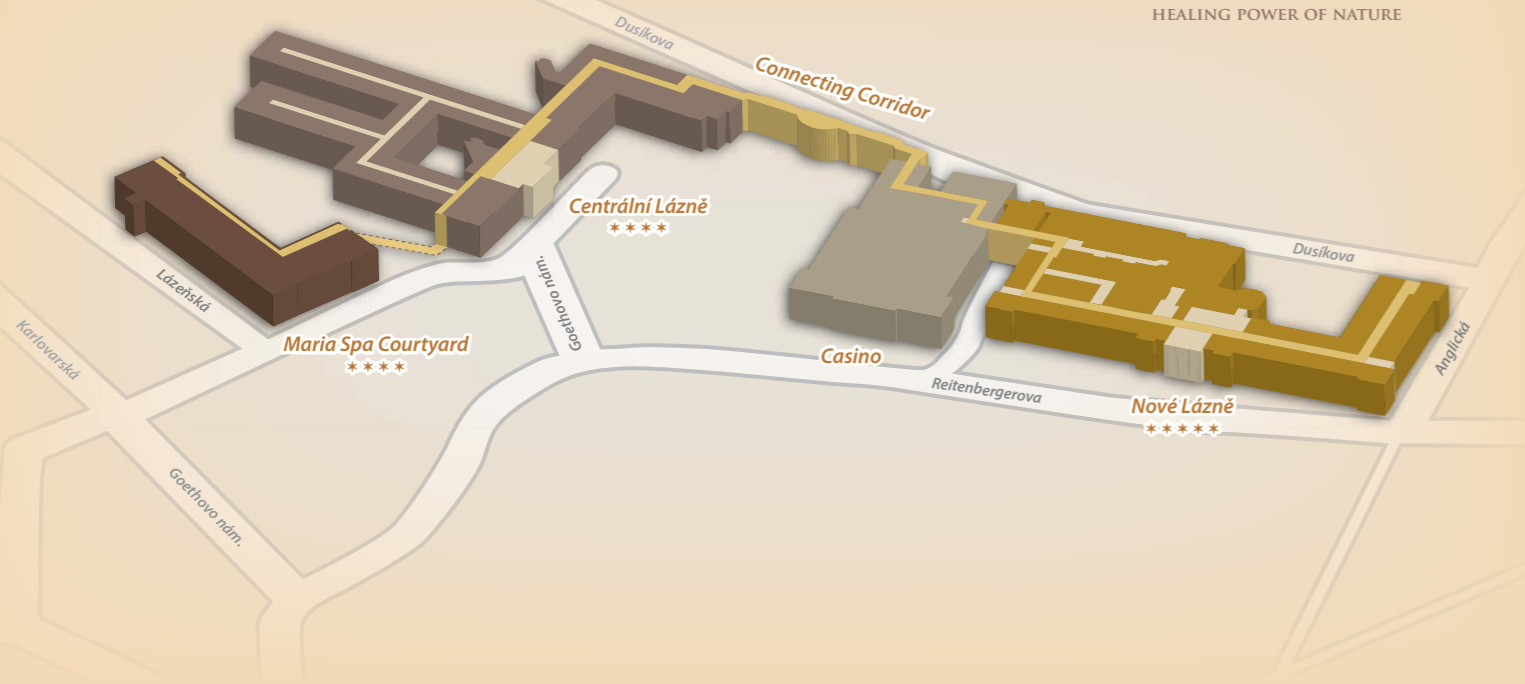 HEALING POWER OF NATURE
Dusíkova
Connecting Corridor
Centrální Lázně
✶✶✶✶
Dusíkova
Lázeňská
Goethovo nám.
Karlovarská
Maria Spa Courtyard
✶✶✶✶
Casino
Anglická
Reitenbergerova
Nové Lázně
✶✶✶✶✶
Goethovo nám.